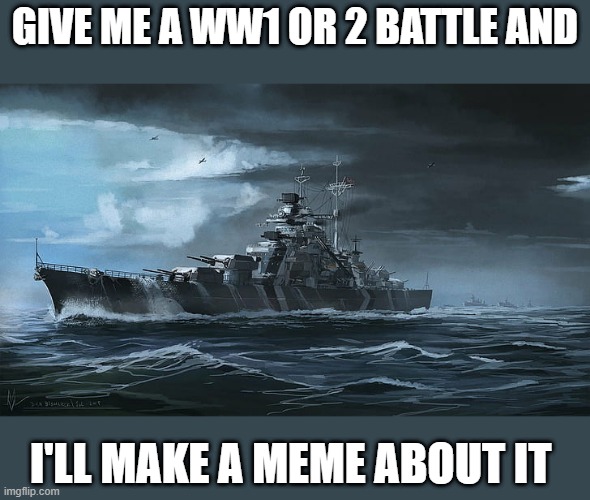 GIVE ME A WW1 OR 2 BATTLE AND
I'LL MAKE A MEME ABOUT IT
imgflip.com